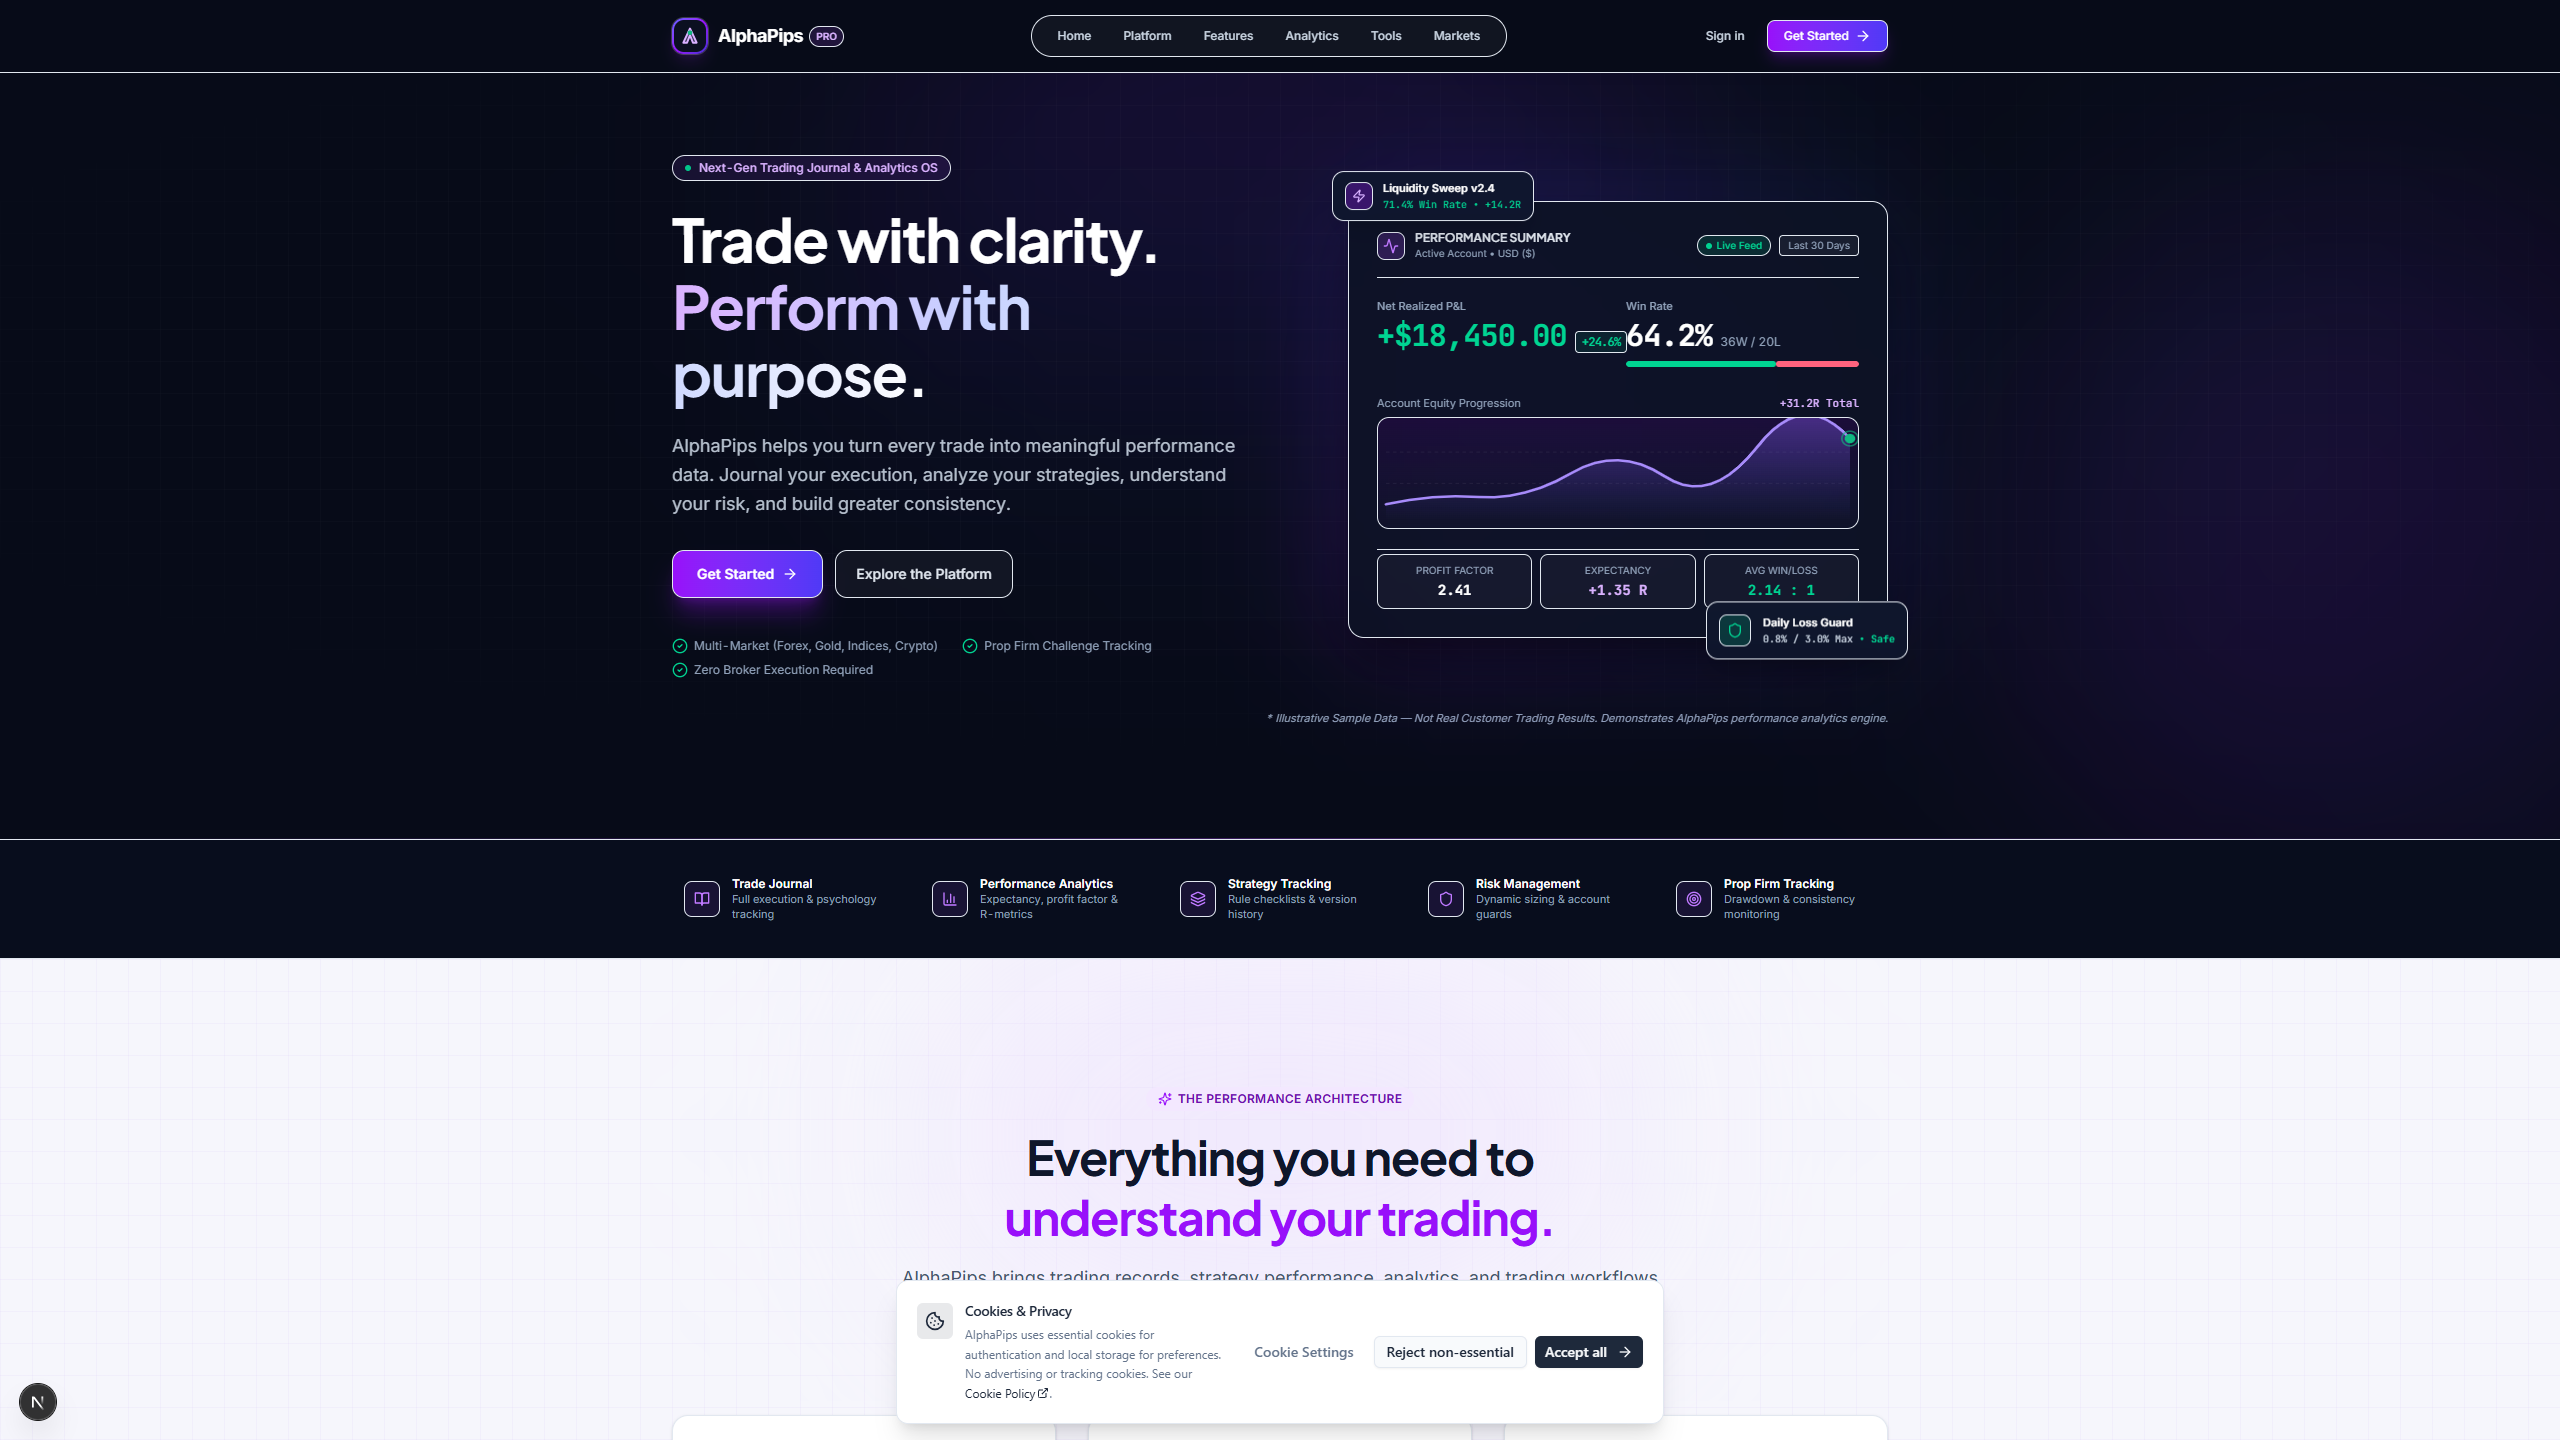 AlphaPips PRO
Home Platform Features Analytics Tools Markets
Sign in
Get Started
Next-Gen Trading Journal & Analytics OS
Trade with clarity.
Perform with
purpose.
AlphaPips helps you turn every trade into meaningful performance
data. Journal your execution, analyze your strategies, understand
your risk, and build greater consistency.
Get Started
Explore the Platform
Multi-Market (Forex, Gold, Indices, Crypto)
Prop Firm Challenge Tracking
Zero Broker Execution Required
Liquidity Sweep v2.4
71.4% Win Rate • +14.2R
PERFORMANCE SUMMARY
Active Account • USD ($)
Live Feed
Last 30 Days
Net Realized P&L
+$18,450.00 +24.6%
Win Rate
64.2% 36W / 20L
Account Equity Progression
+31.2R Total
PROFIT FACTOR
2.41
EXPECTANCY
+1.35 R
AVG WIN/LOSS
2.14 : 1
Daily Loss Guard
0.8% / 3.0% Max • Safe
* Illustrative Sample Data — Not Real Customer Trading Results. Demonstrates AlphaPips performance analytics engine.
Trade Journal
Full execution & psychology
tracking
Performance Analytics
Expectancy, profit factor &
R-metrics
Strategy Tracking
Rule checklists & version
history
Risk Management
Dynamic sizing & account
guards
Prop Firm Tracking
Drawdown & consistency
monitoring
THE PERFORMANCE ARCHITECTURE
Everything you need to
understand your trading.
AlphaPips brings trading records, strategy performance, analytics, and trading workflows
Cookies & Privacy
AlphaPips uses essential cookies for
authentication and local storage for preferences.
No advertising or tracking cookies. See our
Cookie Policy.
Cookie Settings
Reject non-essential
Accept all
N